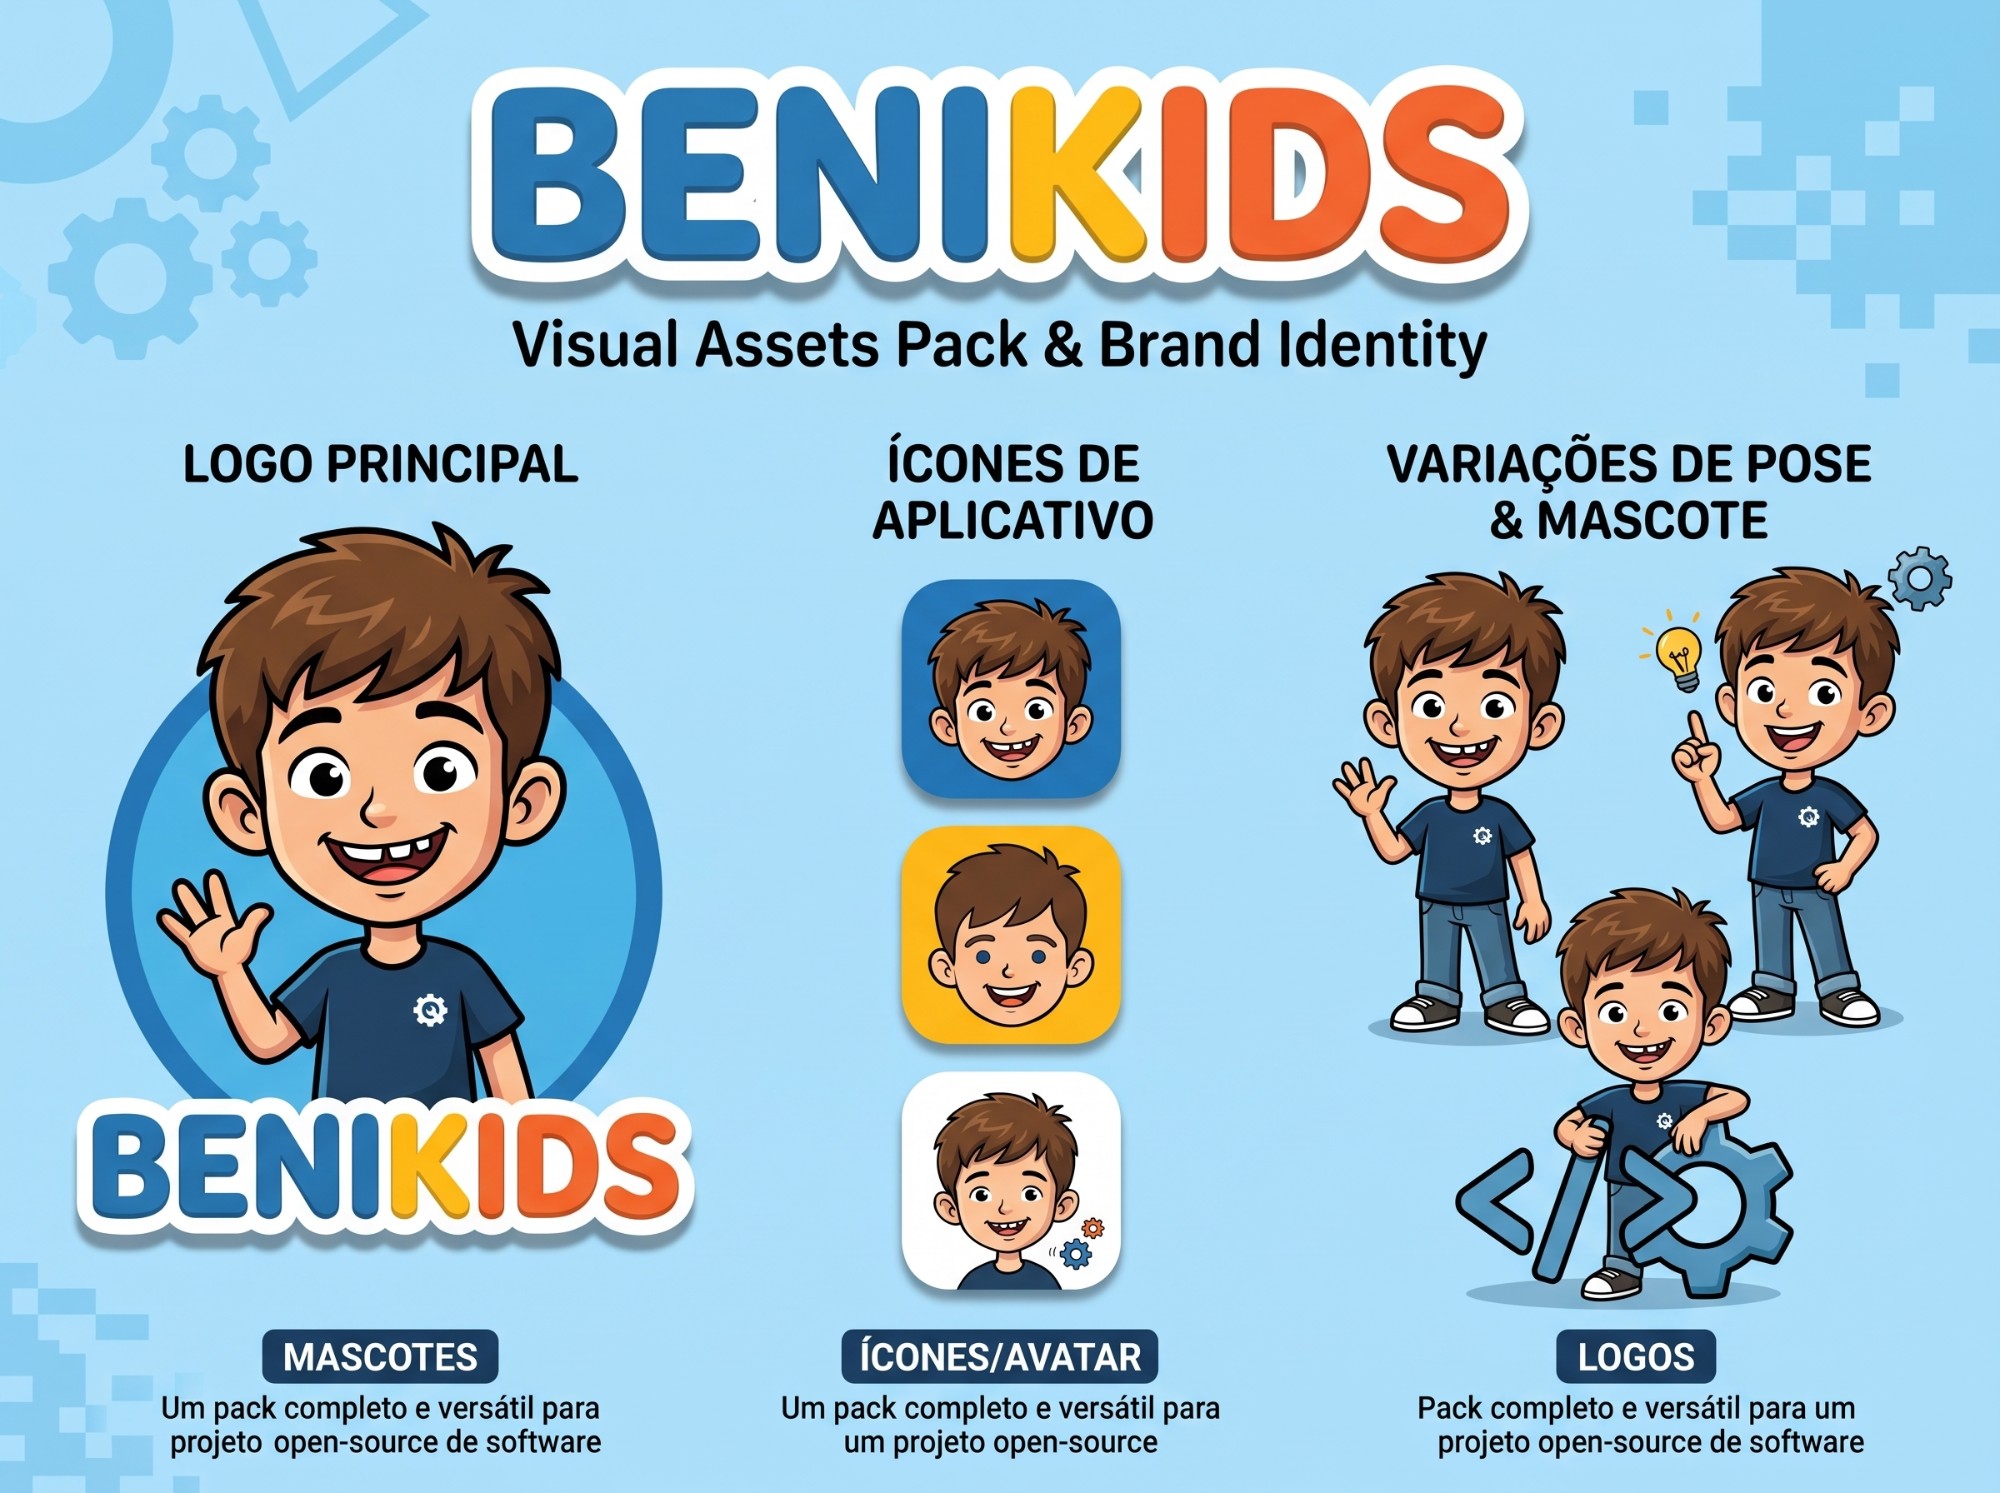 BENIKIDS
Visual Assets Pack & Brand Identity
LOGO PRINCIPAL
BENIKIDS
MASCOTES
Um pack completo e versátil para
projeto open-source de software
ÍCONES DE
APLICATIVO
ÍCONES/AVATAR
Um pack completo e versátil para
um projeto open-source
VARIAÇÕES DE POSE
& MASCOTE
</>
LOGOS
Pack completo e versátil para um
projeto open-source de software